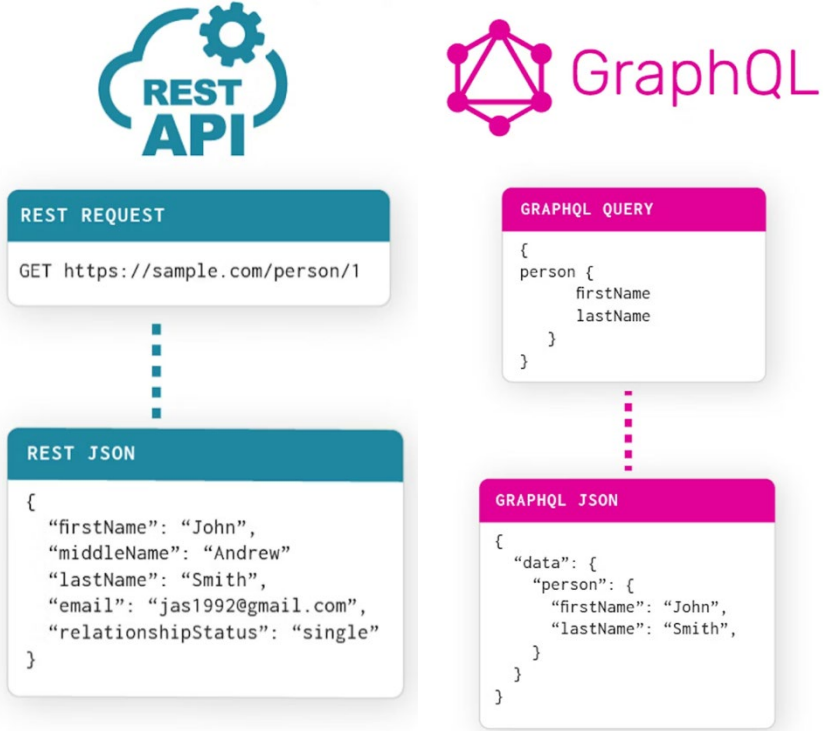 REST
API
REST REQUEST
GET https://sample.com/person/1
REST JSON
{
“firstName”: “John”,
“middleName”: “Andrew”
“lastName”: “Smith”,
“email”: “jas1992@gmail.com”,
“relationshipStatus”: “single”
}
GraphQL
GRAPHQL QUERY
{
person {
firstName
lastName
}
}
GRAPHQL JSON
{
“data”: {
“person”: {
“firstName”: “John”,
“lastName”: “Smith”,
}
}
}